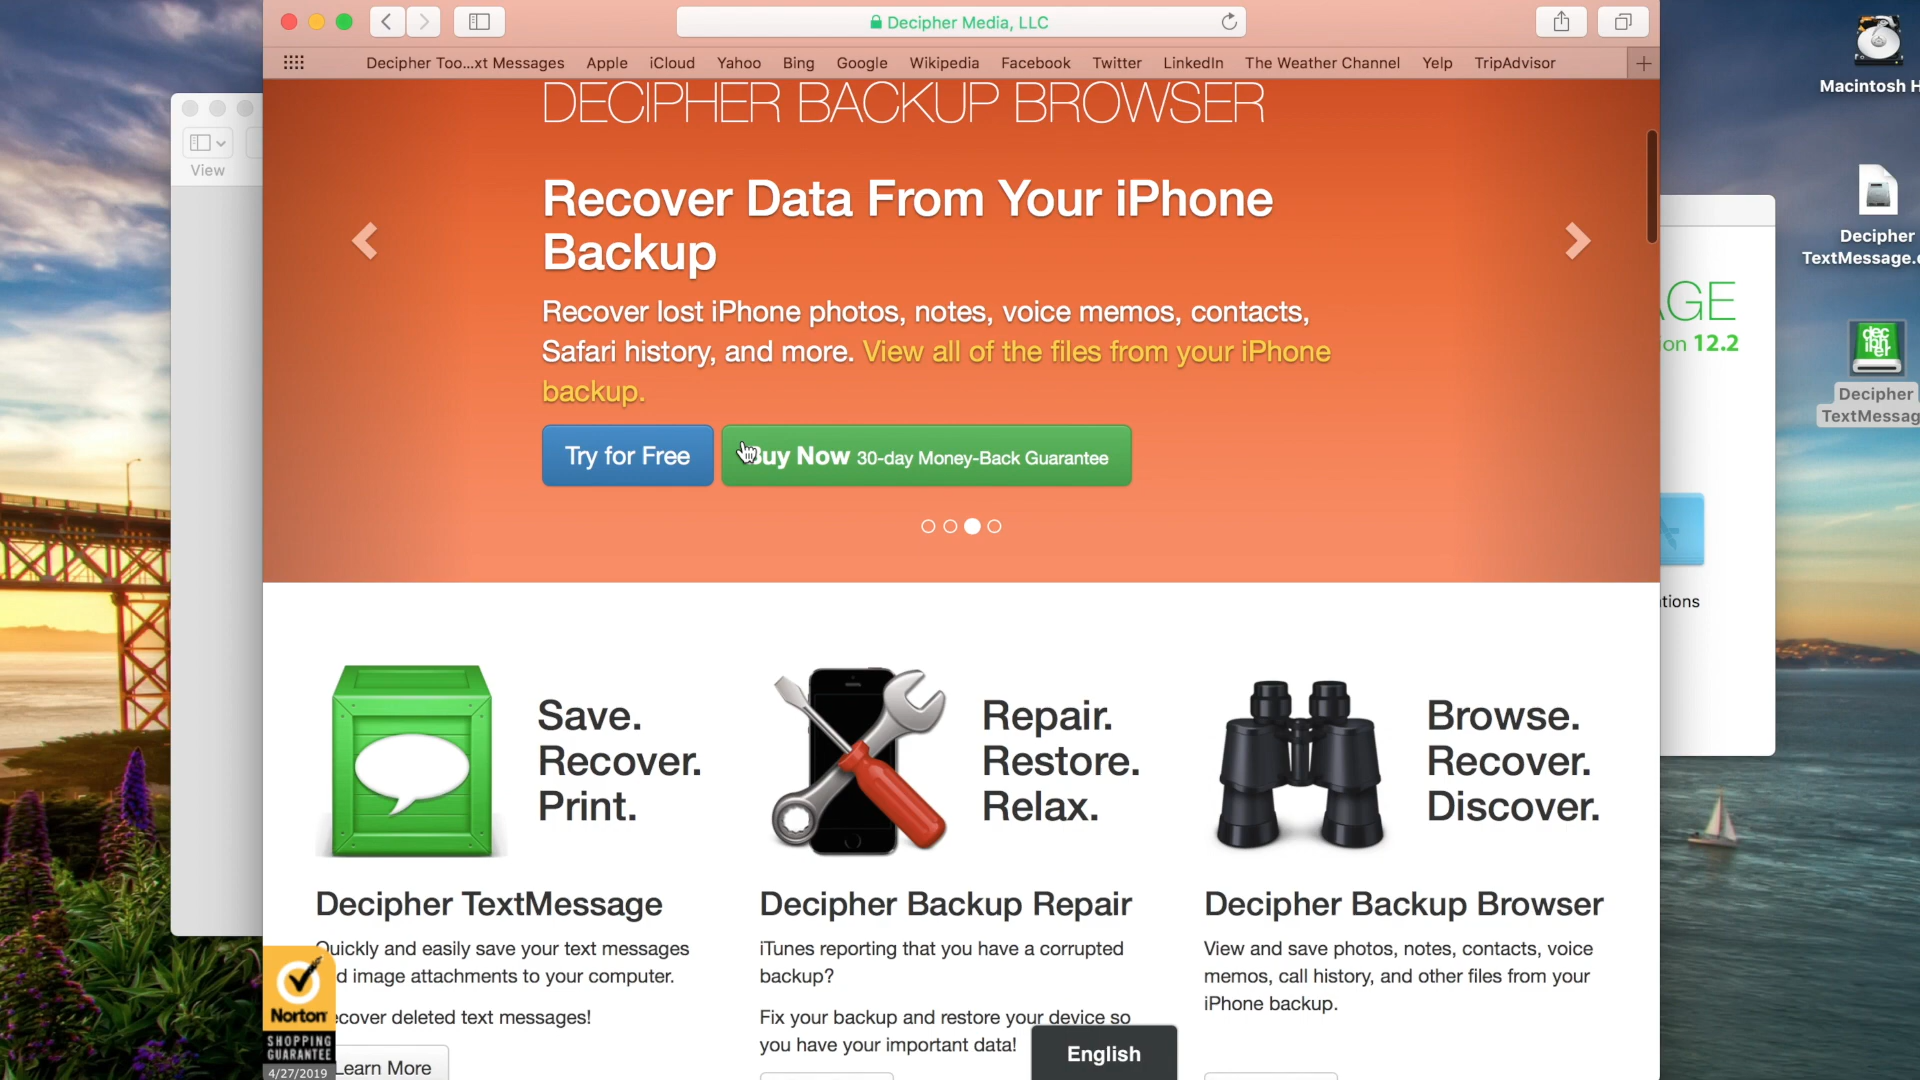 Decipher Media, LLC
Decipher Too...xt Messages Apple iCloud Yahoo Bing Google Wikipedia Facebook Twitter LinkedIn The Weather Channel Yelp TripAdvisor
View
DECIPHER BACKUP BROWSER
Recover Data From Your iPhone
Backup
Recover lost iPhone photos, notes, voice memos, contacts,
Safari history, and more. View all of the files from your iPhone
backup.
Try for Free
Buy Now 30-day Money-Back Guarantee
Save.
Recover.
Print.
Decipher TextMessage
Quickly and easily save your text messages
d image attachments to your computer.
ecover deleted text messages!
Learn More
Repair.
Restore.
Relax.
Decipher Backup Repair
iTunes reporting that you have a corrupted
backup?
Fix your backup and restore your device so
you have your important data!
Browse.
Recover.
Discover.
Decipher Backup Browser
View and save photos, notes, contacts, voice
memos, call history, and other files from your
iPhone backup.
English
Norton
SHOPPING
GUARANTEE
4/27/2019
AGE
on 12.2
tions
Macintosh H
Decipher
TextMessage.
decipher
Decipher
TextMessag